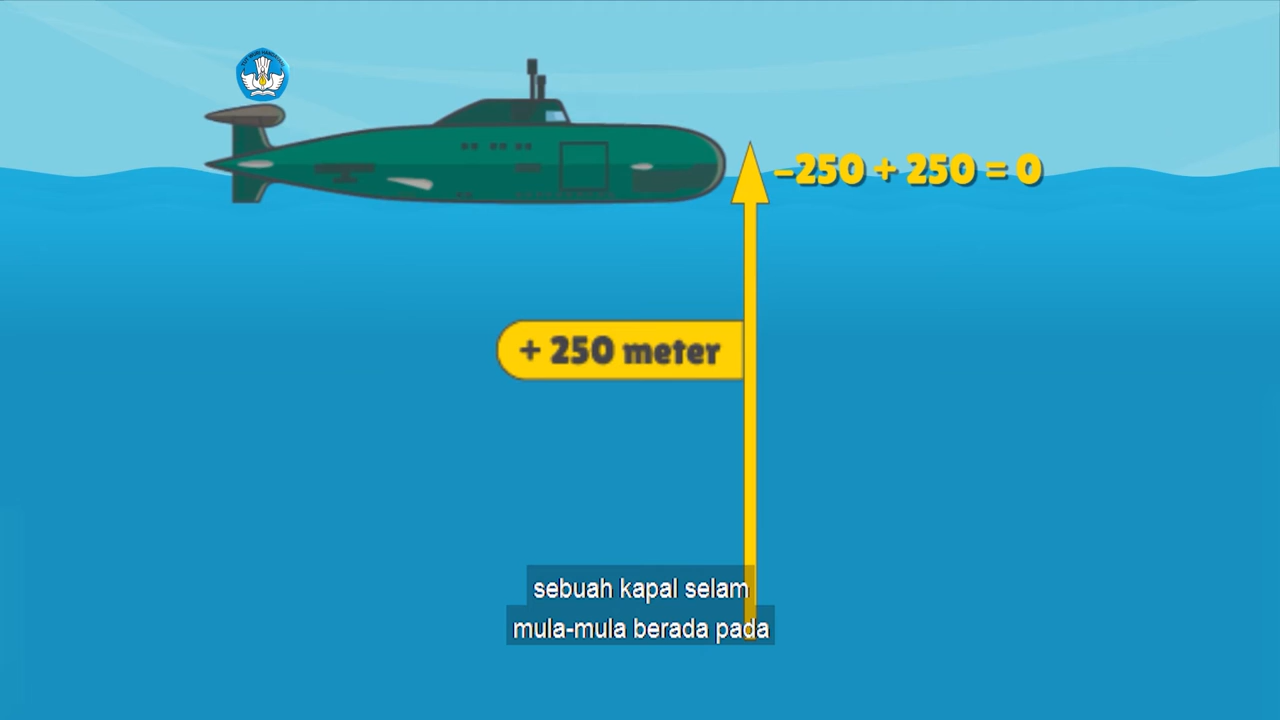 –250 + 250 = 0
+ 250 meter
sebuah kapal selam
mula-mula berada pada